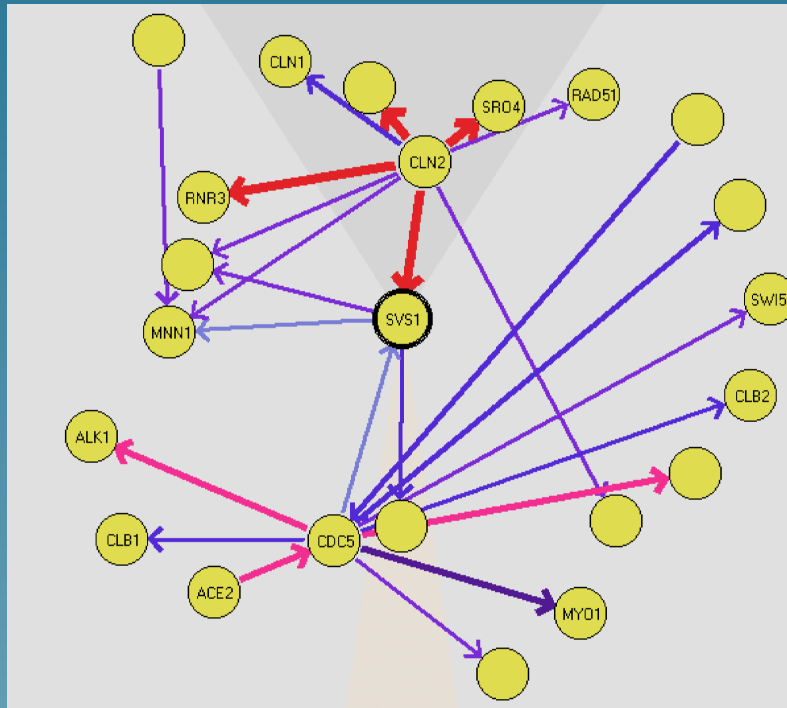 CLN1
SRO4
RAD51
CLN2
RNR3
SWI5
SVS1
MNN1
CLB2
ALK1
CLB1
CDC5
ACE2
MYO1